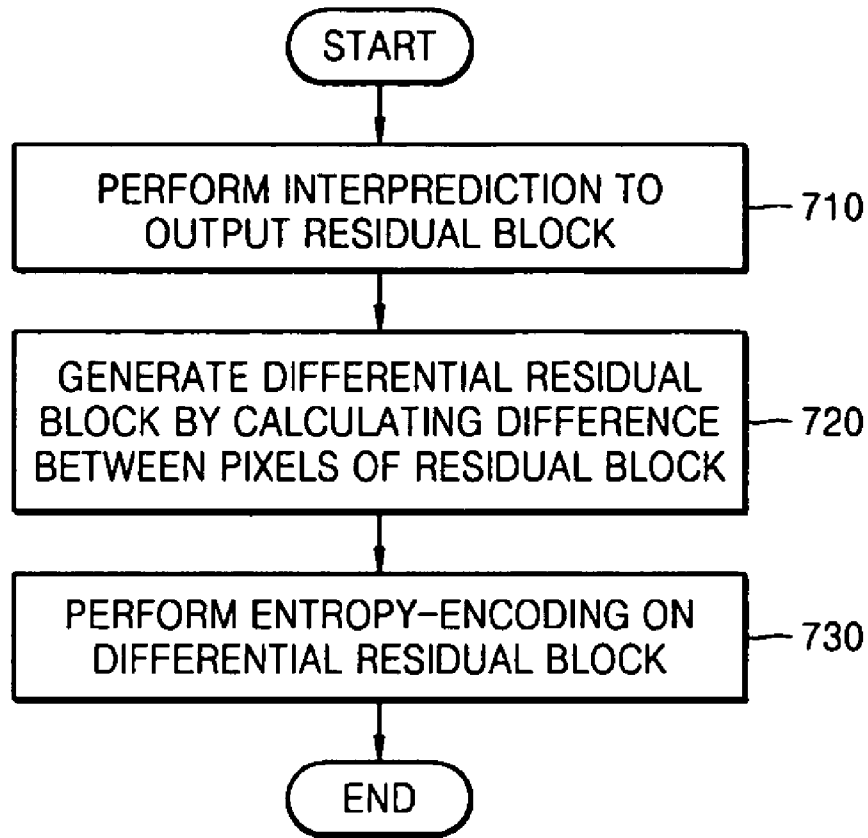 START
PERFORM INTERPREDICTION TO
OUTPUT RESIDUAL BLOCK
710
GENERATE DIFFERENTIAL RESIDUAL
BLOCK BY CALCULATING DIFFERENCE
BETWEEN PIXELS OF RESIDUAL BLOCK
720
PERFORM ENTROPY-ENCODING ON
DIFFERENTIAL RESIDUAL BLOCK
730
END